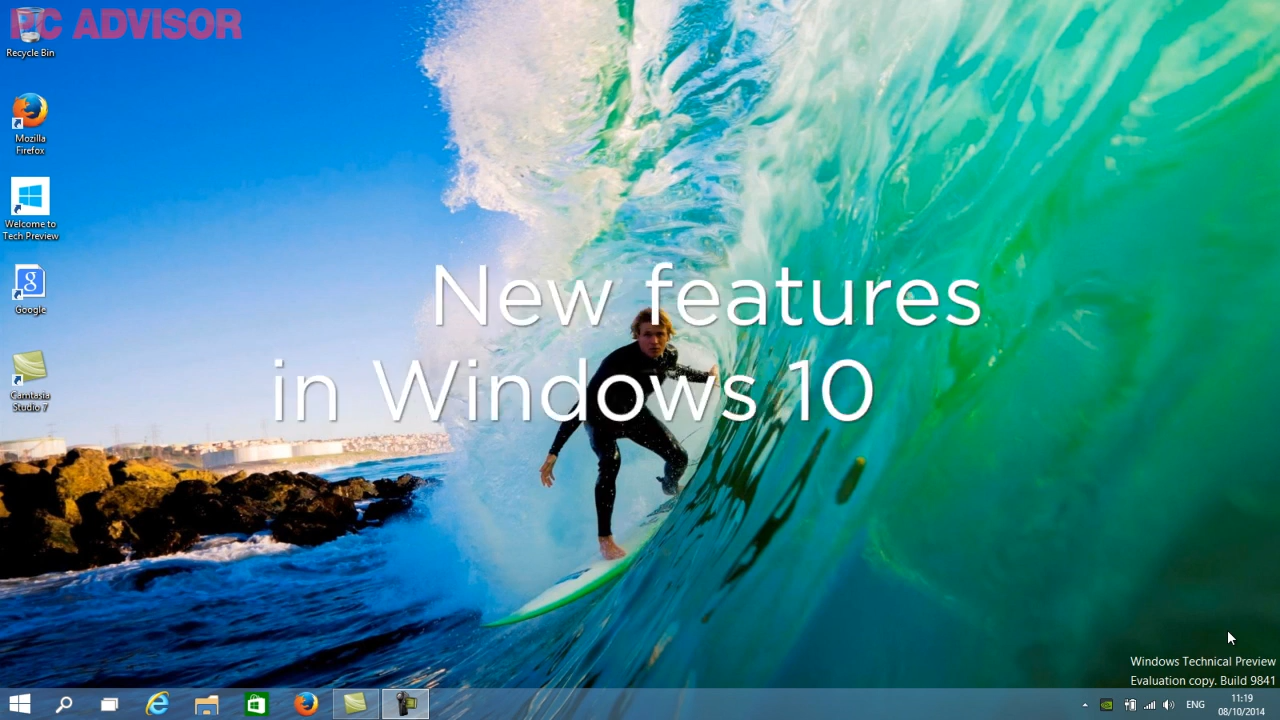 PC ADVISOR
Recycle Bin
Mozilla
Firefox
Welcome to
Tech Preview
g
Google
Camtasia
Studio 7
New features
in Windows 10
Windows Technical Preview
Evaluation copy. Build 9841
ENG
11:19
08/10/2014